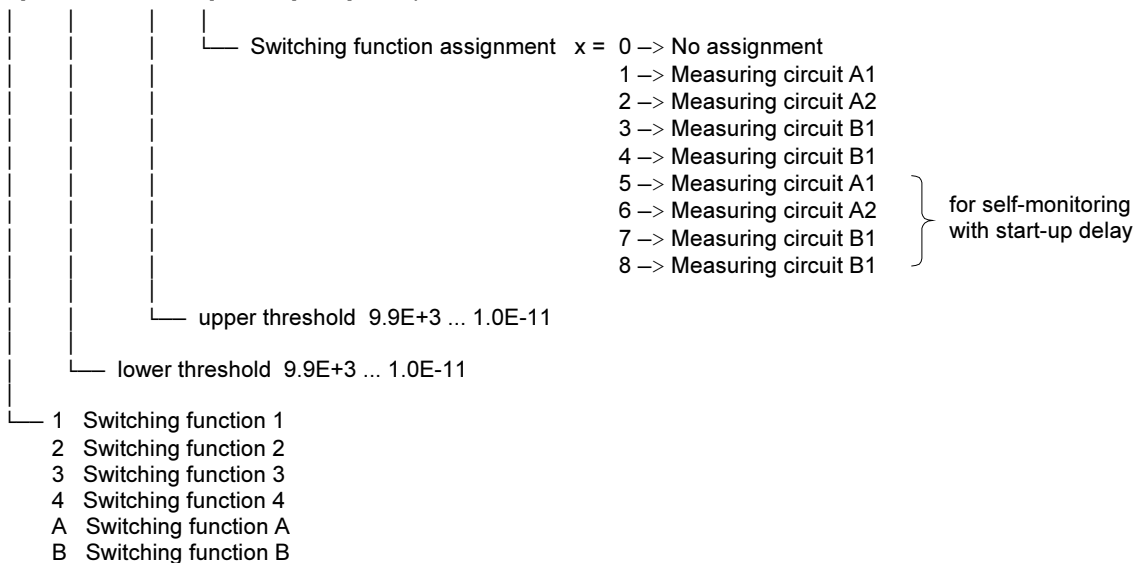 Switching function assignment x = 0 –> No assignment
1 –> Measuring circuit A1
2 –> Measuring circuit A2
3 –> Measuring circuit B1
4 –> Measuring circuit B1
5 –> Measuring circuit A1
6 –> Measuring circuit A2
7 –> Measuring circuit B1
8 –> Measuring circuit B1
for self-monitoring
with start-up delay
upper threshold 9.9E+3 ... 1.0E-11
lower threshold 9.9E+3 ... 1.0E-11
1 Switching function 1
2 Switching function 2
3 Switching function 3
4 Switching function 4
A Switching function A
B Switching function B